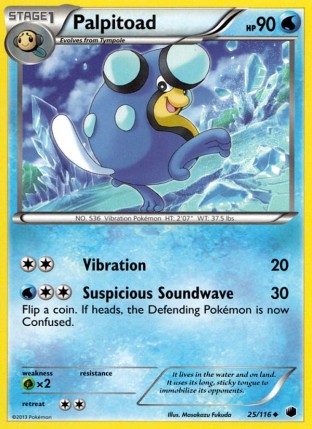 STAGE1 Palpitoad HP 90
Evolves from Tympole
NO. 536 Vibration Pokémon HT. 2'07" WT. 37.5 lbs.
Vibration 20
Suspicious Soundwave 30
Flip a coin. If heads, the Defending Pokémon is now
Confused.
weakness resistance
×2
It lives in the water and on land.
It uses its long, sticky tongue to
immobilize its opponents.
retreat
©2013 Pokémon Illus. Masakazu Fukuda 25/116